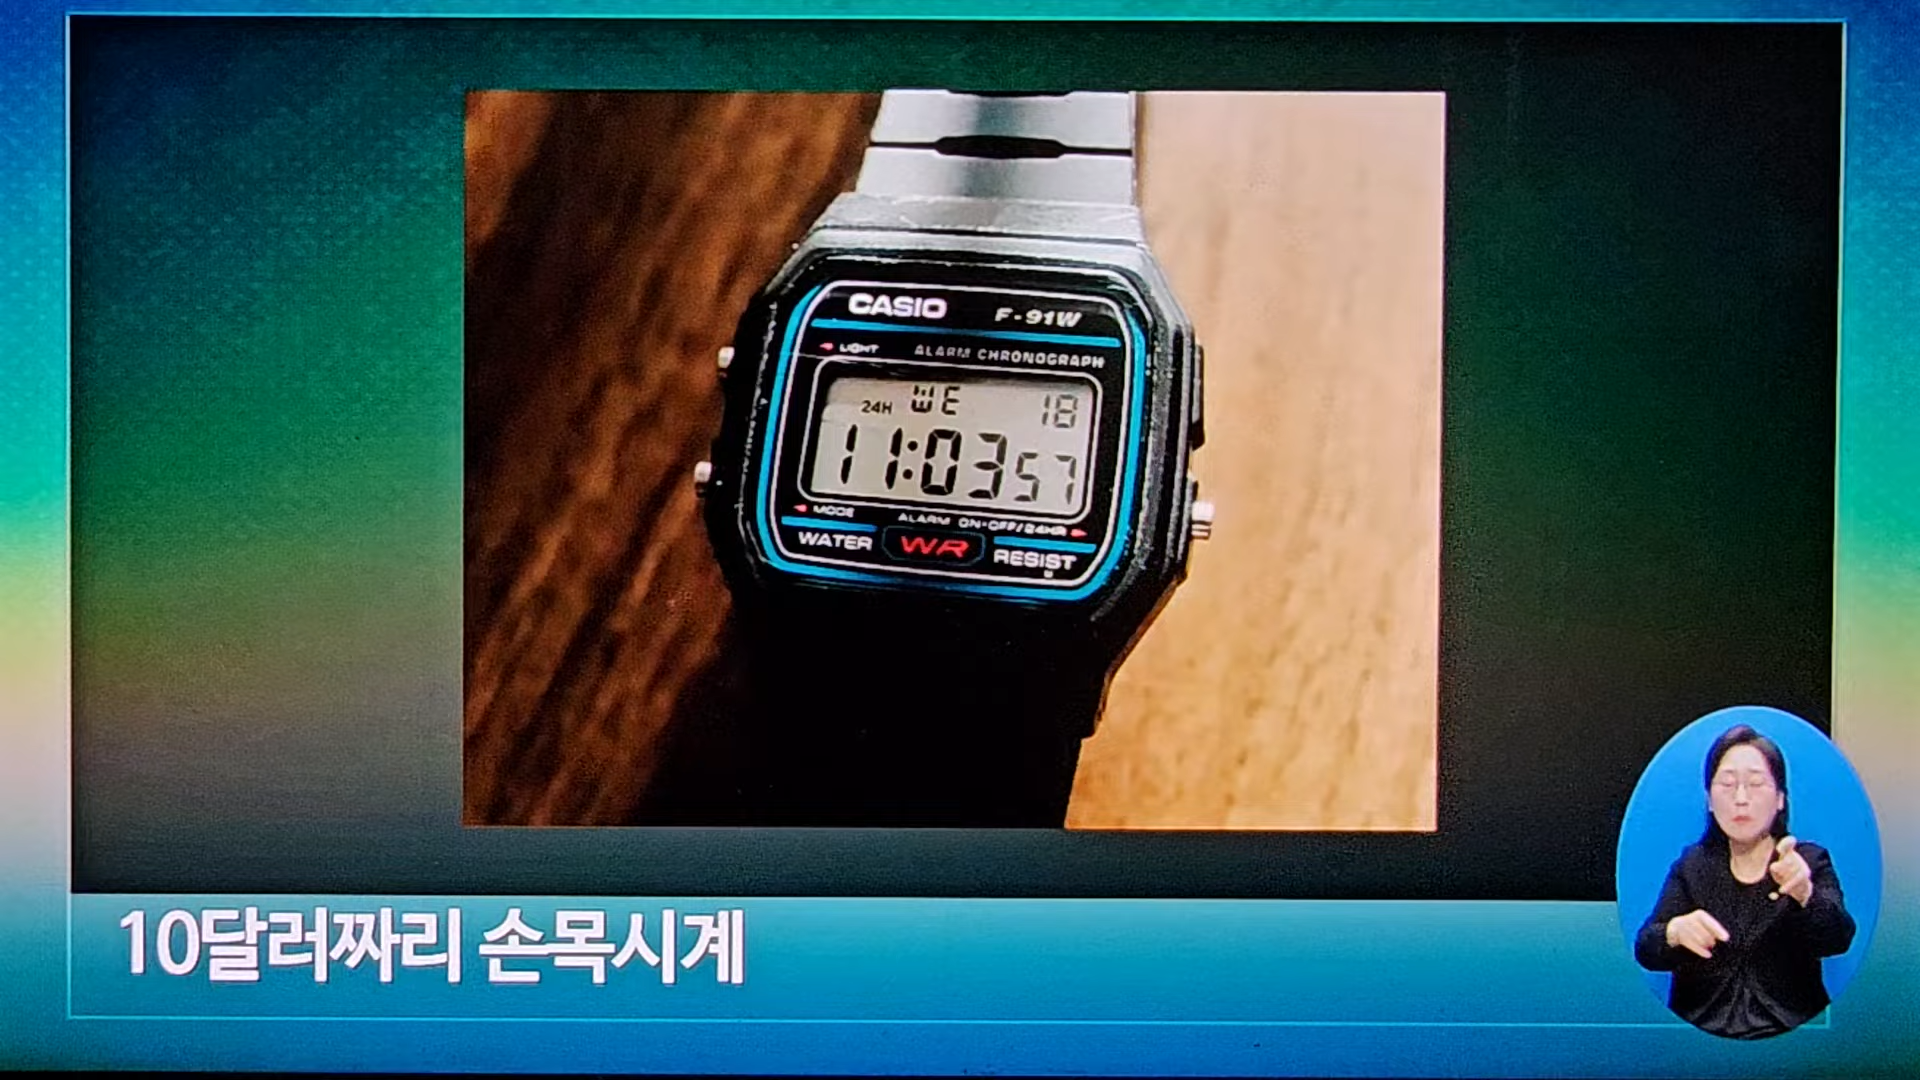 CASIO F-91W
LIGHT ALARM CHRONOGRAPH
24H WE 18
11:03 57
MODE ALARM ON•OFF/24HR
WATER WR RESIST
10달러짜리 손목시계